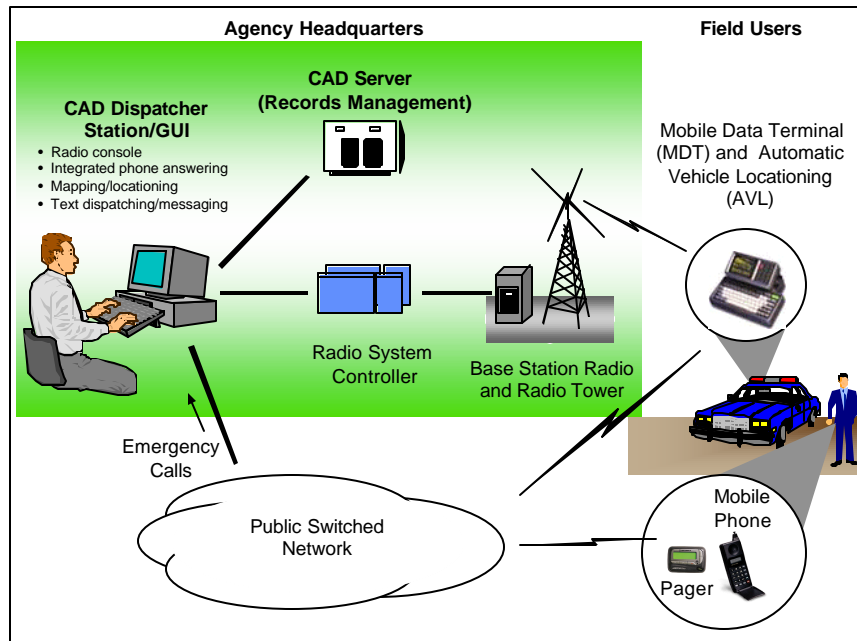 Agency Headquarters
Field Users
CAD Dispatcher
Station/GUI
• Radio console
• Integrated phone answering
• Mapping/locationing
• Text dispatching/messaging
CAD Server
(Records Management)
Mobile Data Terminal
(MDT) and Automatic
Vehicle Locationing
(AVL)
Radio System
Controller
Base Station Radio
and Radio Tower
Emergency
Calls
Public Switched
Network
Mobile
Phone
Pager